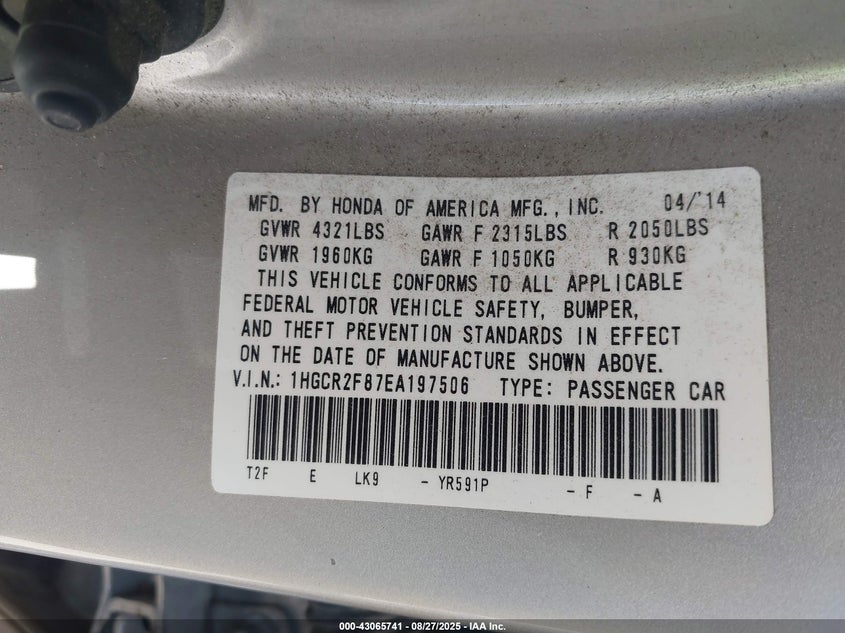 MFD. BY HONDA OF AMERICA MFG., INC. 04/'14
GVWR 4321LBS GAWR F 2315LBS R 2050LBS
GVWR 1960KG GAWR F 1050KG R 930KG
THIS VEHICLE CONFORMS TO ALL APPLICABLE
FEDERAL MOTOR VEHICLE SAFETY, BUMPER,
AND THEFT PREVENTION STANDARDS IN EFFECT
ON THE DATE OF MANUFACTURE SHOWN ABOVE.
V.I.N.: 1HGCR2F87EA197506 TYPE: PASSENGER CAR
T2F E LK9 - YR591P - F - A
000-43065741 - 08/27/2025 - IAA Inc.